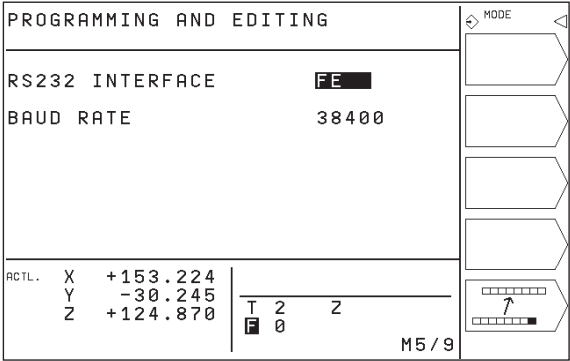 PROGRAMMING AND EDITING
MODE
RS232 INTERFACE FE
BAUD RATE 38400
ACTL. X +153.224
Y -30.245
Z +124.870
T 2 Z
F 0
M5/9